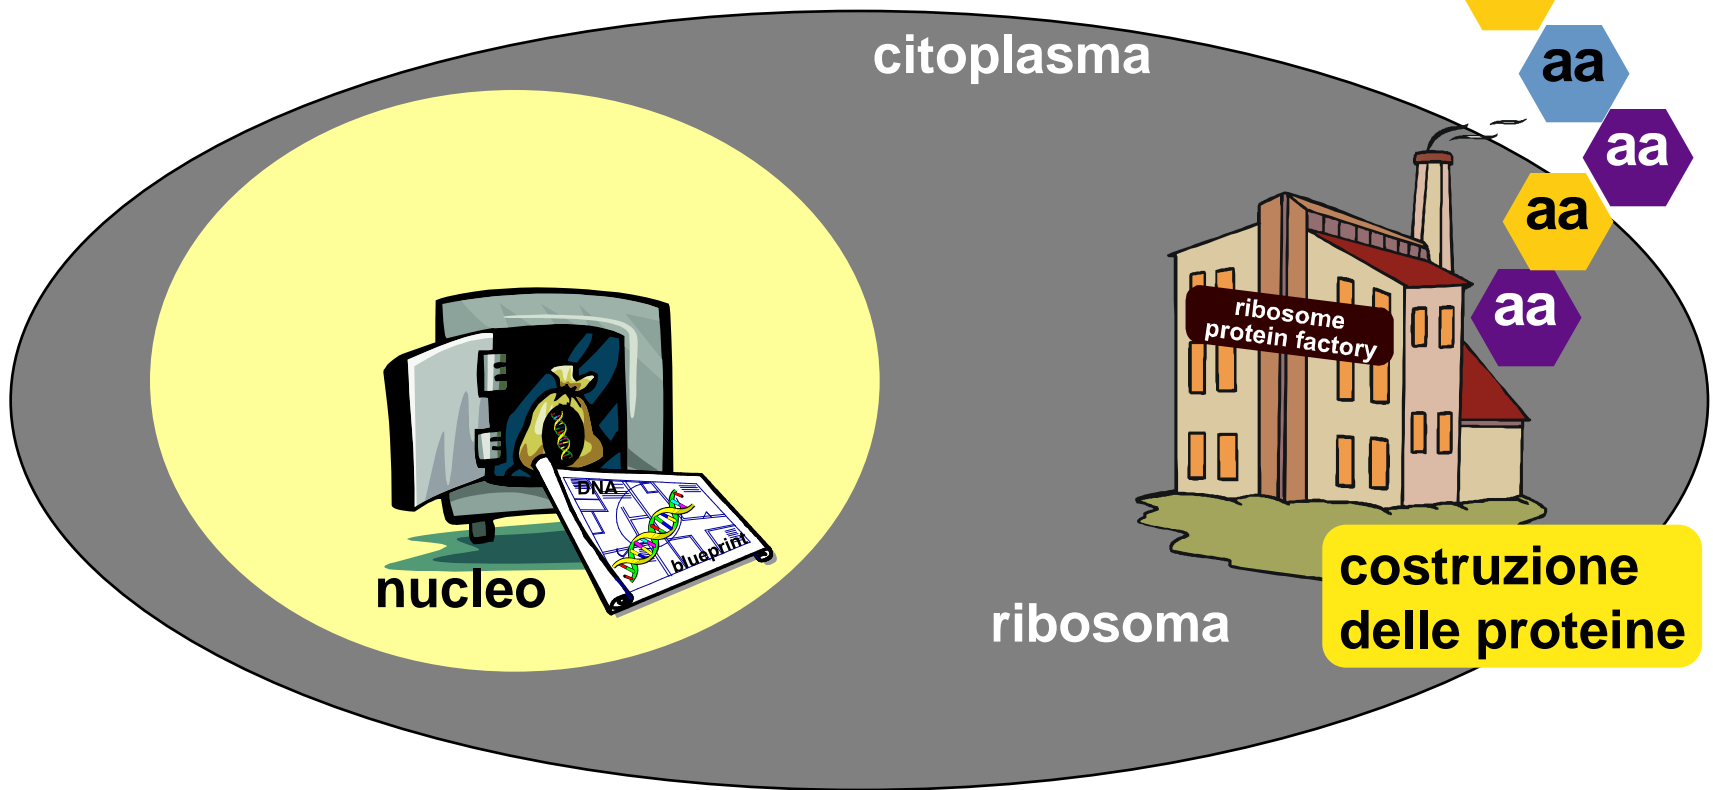 citoplasma
aa
aa
aa
aa
ribosome
protein factory
DNA
blueprint
nucleo
ribosoma
costruzione
delle proteine